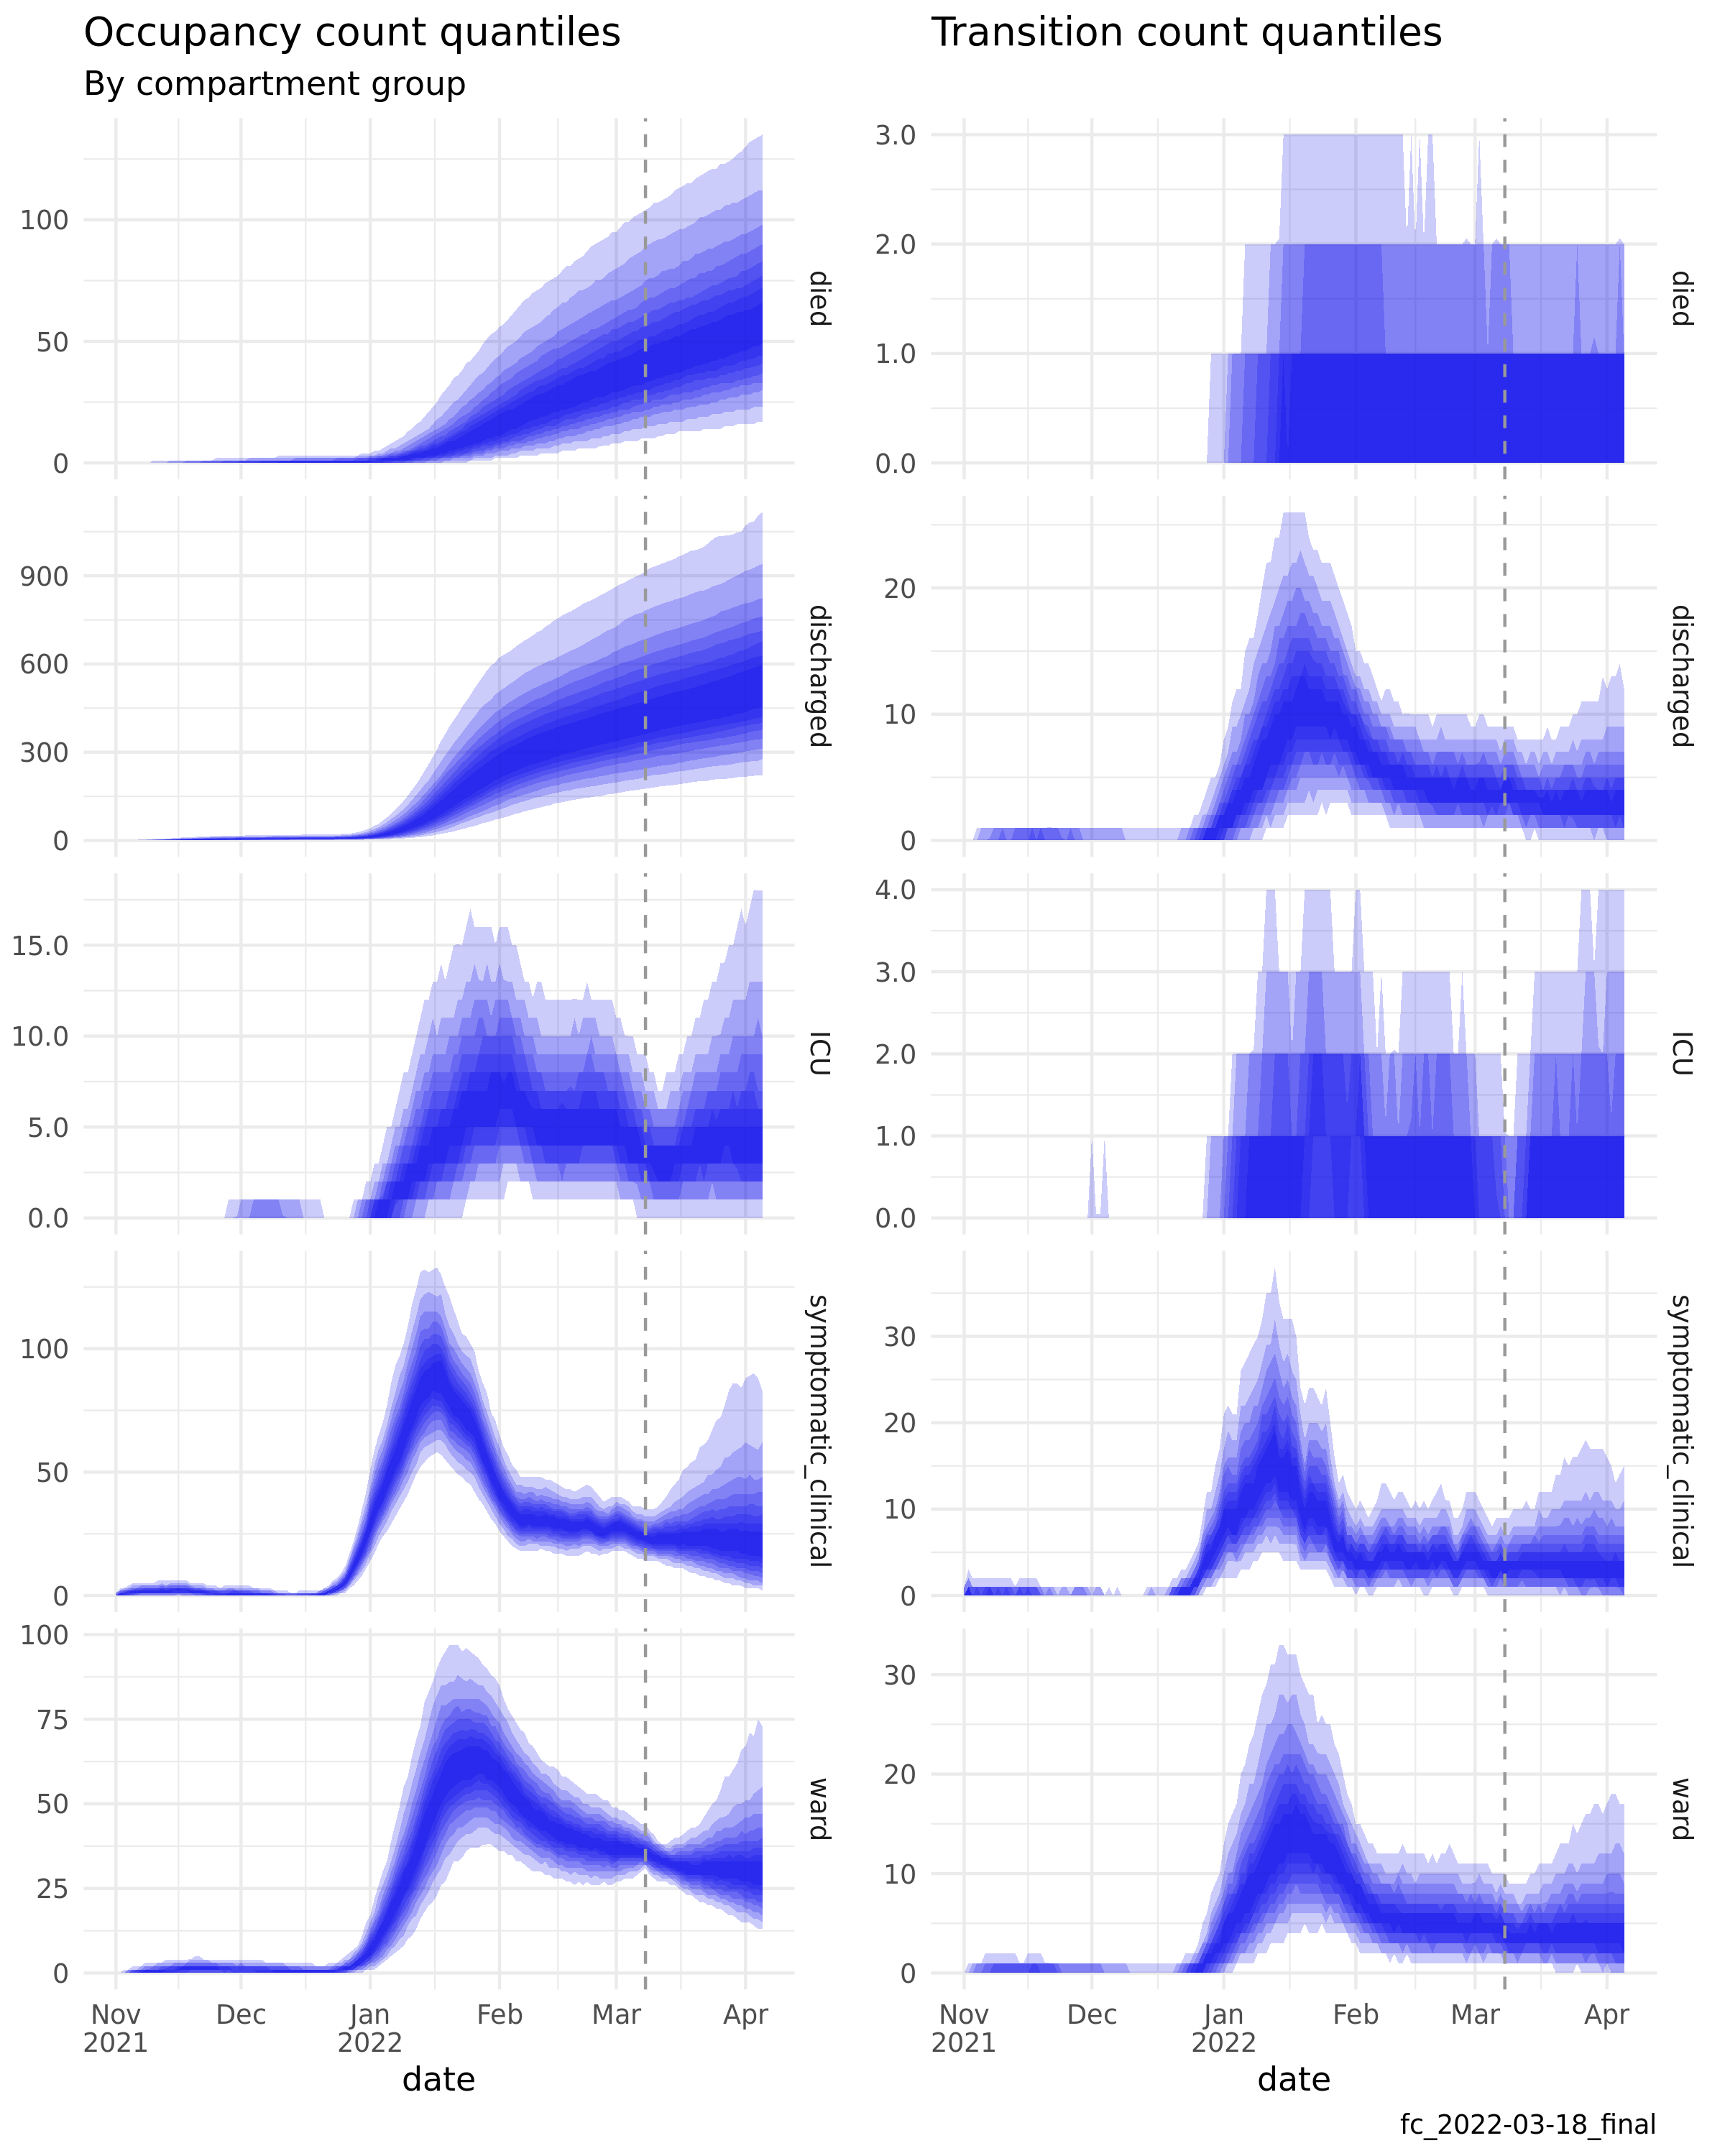 Occupancy count quantiles
By compartment group
100
50
0
died
900
600
300
0
discharged
15.0
10.0
5.0
0.0
ICU
100
50
0
symptomatic_clinical
100
75
50
25
0
ward
Nov
2021
Dec
Jan
2022
Feb
Mar
Apr
date
Transition count quantiles
3.0
2.0
1.0
0.0
died
20
10
0
discharged
4.0
3.0
2.0
1.0
0.0
ICU
30
20
10
0
symptomatic_clinical
30
20
10
0
ward
Nov
2021
Dec
Jan
2022
Feb
Mar
Apr
date
fc_2022-03-18_final